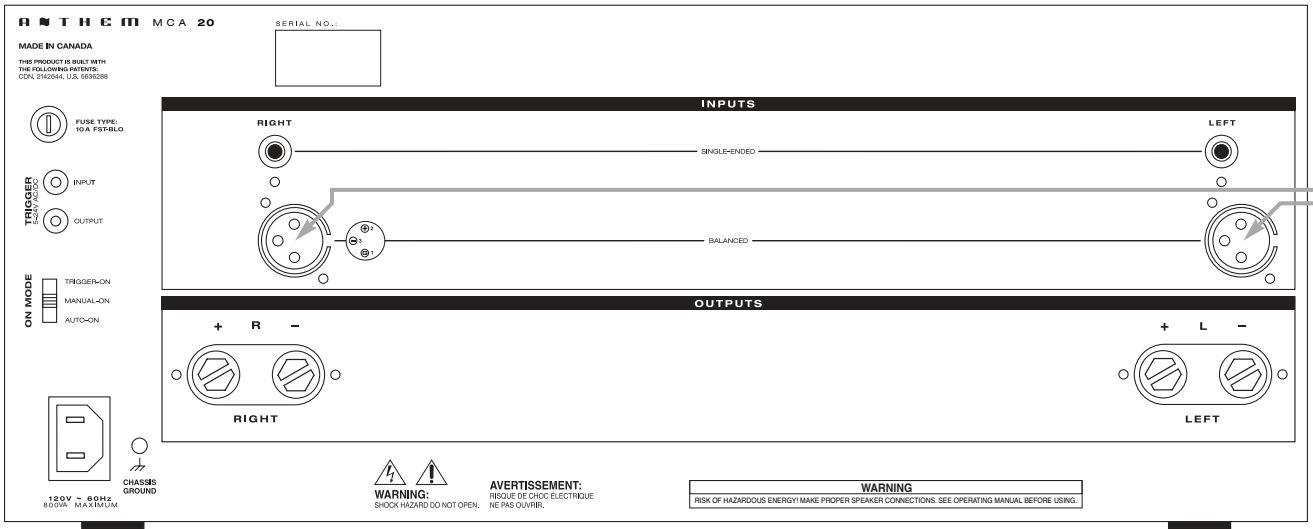 ANTHEM MCA 20
SERIAL NO.:
MADE IN CANADA
THIS PRODUCT IS BUILT WITH
THE FOLLOWING PATENTS:
CDN. 2142644, U.S. 5636288
INPUTS
FUSE TYPE:
10A FST-BLO
RIGHT
LEFT
SINGLE-ENDED
TRIGGER
5-24V AC/DC
INPUT
OUTPUT
+ 2
- 3
1
BALANCED
ON MODE
TRIGGER-ON
MANUAL-ON
AUTO-ON
OUTPUTS
+ R -
+ L -
RIGHT
LEFT
120V ~ 60Hz
800VA MAXIMUM
CHASSIS
GROUND
WARNING:
SHOCK HAZARD DO NOT OPEN.
AVERTISSEMENT:
RISQUE DE CHOC ÉLECTRIQUE
NE PAS OUVRIR.
WARNING
RISK OF HAZARDOUS ENERGY! MAKE PROPER SPEAKER CONNECTIONS. SEE OPERATING MANUAL BEFORE USING.